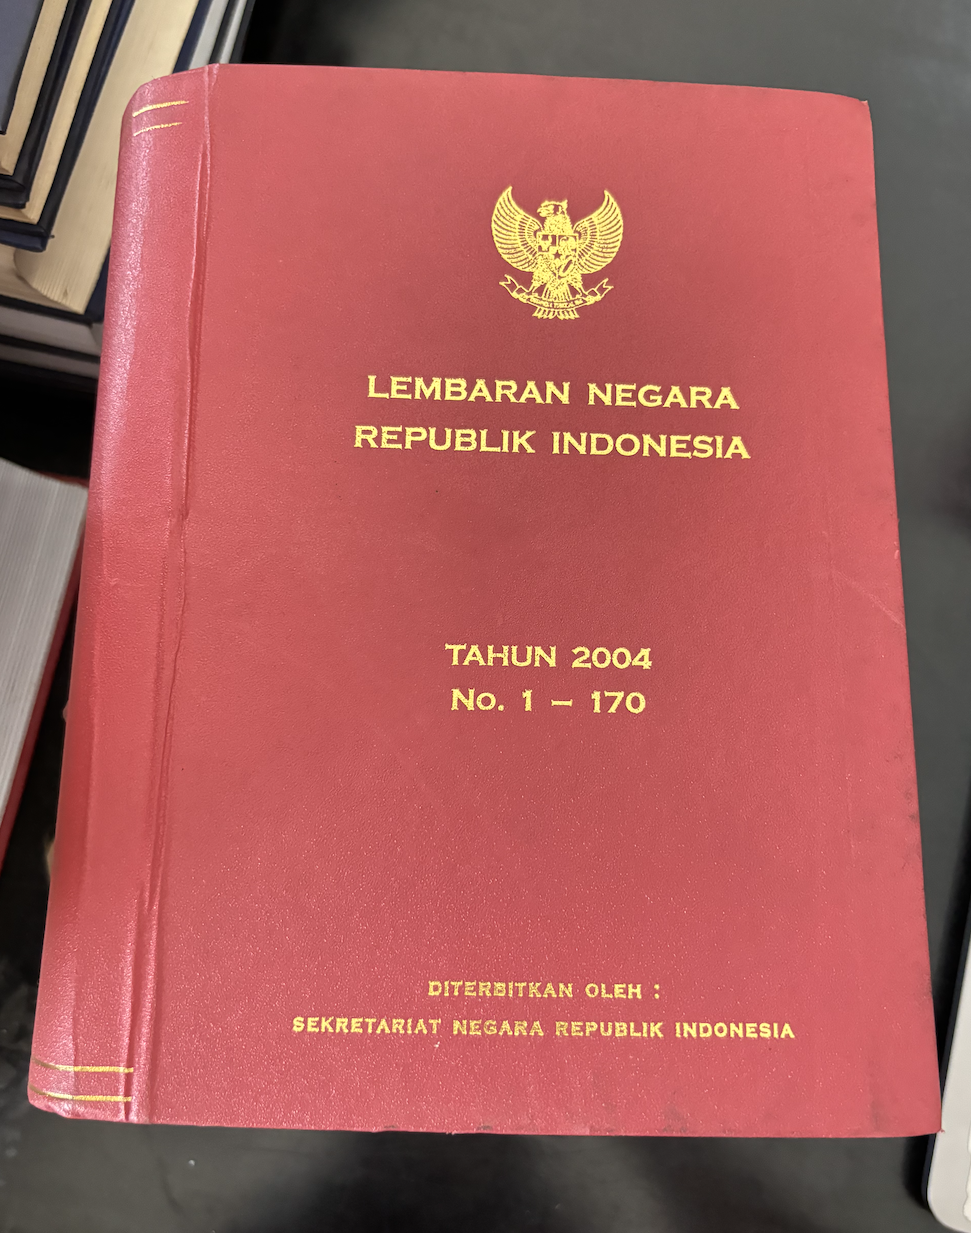 LEMBARAN NEGARA
REPUBLIK INDONESIA
TAHUN 2004
No. 1 – 170
DITERBITKAN OLEH :
SEKRETARIAT NEGARA REPUBLIK INDONESIA